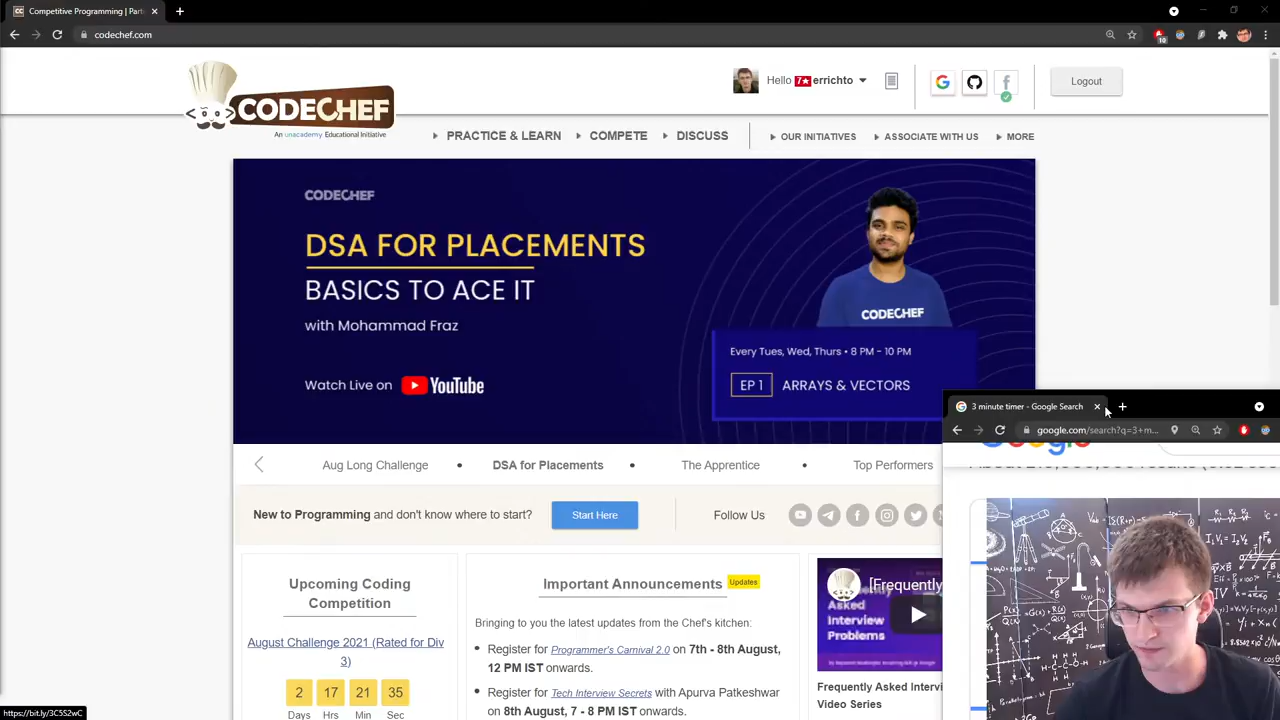 Competitive Programming | Parti
codechef.com
10
CODECHEF
An unacademy Educational Initiative
Hello 7★ errichto
Logout
PRACTICE & LEARN
COMPETE
DISCUSS
OUR INITIATIVES
ASSOCIATE WITH US
MORE
CODECHEF
DSA FOR PLACEMENTS
BASICS TO ACE IT
with Mohammad Fraz
Watch Live on YouTube
CODECHEF
Every Tues, Wed, Thurs • 8 PM - 10 PM
EP 1 ARRAYS & VECTORS
3 minute timer - Google Search
google.com/search?q=3+m...
Aug Long Challenge
DSA for Placements
The Apprentice
Top Performers
New to Programming and don't know where to start?
Start Here
Follow Us
Upcoming Coding
Competition
August Challenge 2021 (Rated for Div
3)
2 17 21 35
Days Hrs Min Sec
Important Announcements Updates
Bringing to you the latest updates from the Chef's kitchen:
Register for Programmer's Carnival 2.0 on 7th - 8th August,
12 PM IST onwards.
Register for Tech Interview Secrets with Apurva Patkeshwar
on 8th August, 7 - 8 PM IST onwards.
[Frequently
Frequently
Asked
Interview
Problems
Frequently Asked Intervi
Video Series
https://bit.ly/3C5S2wC